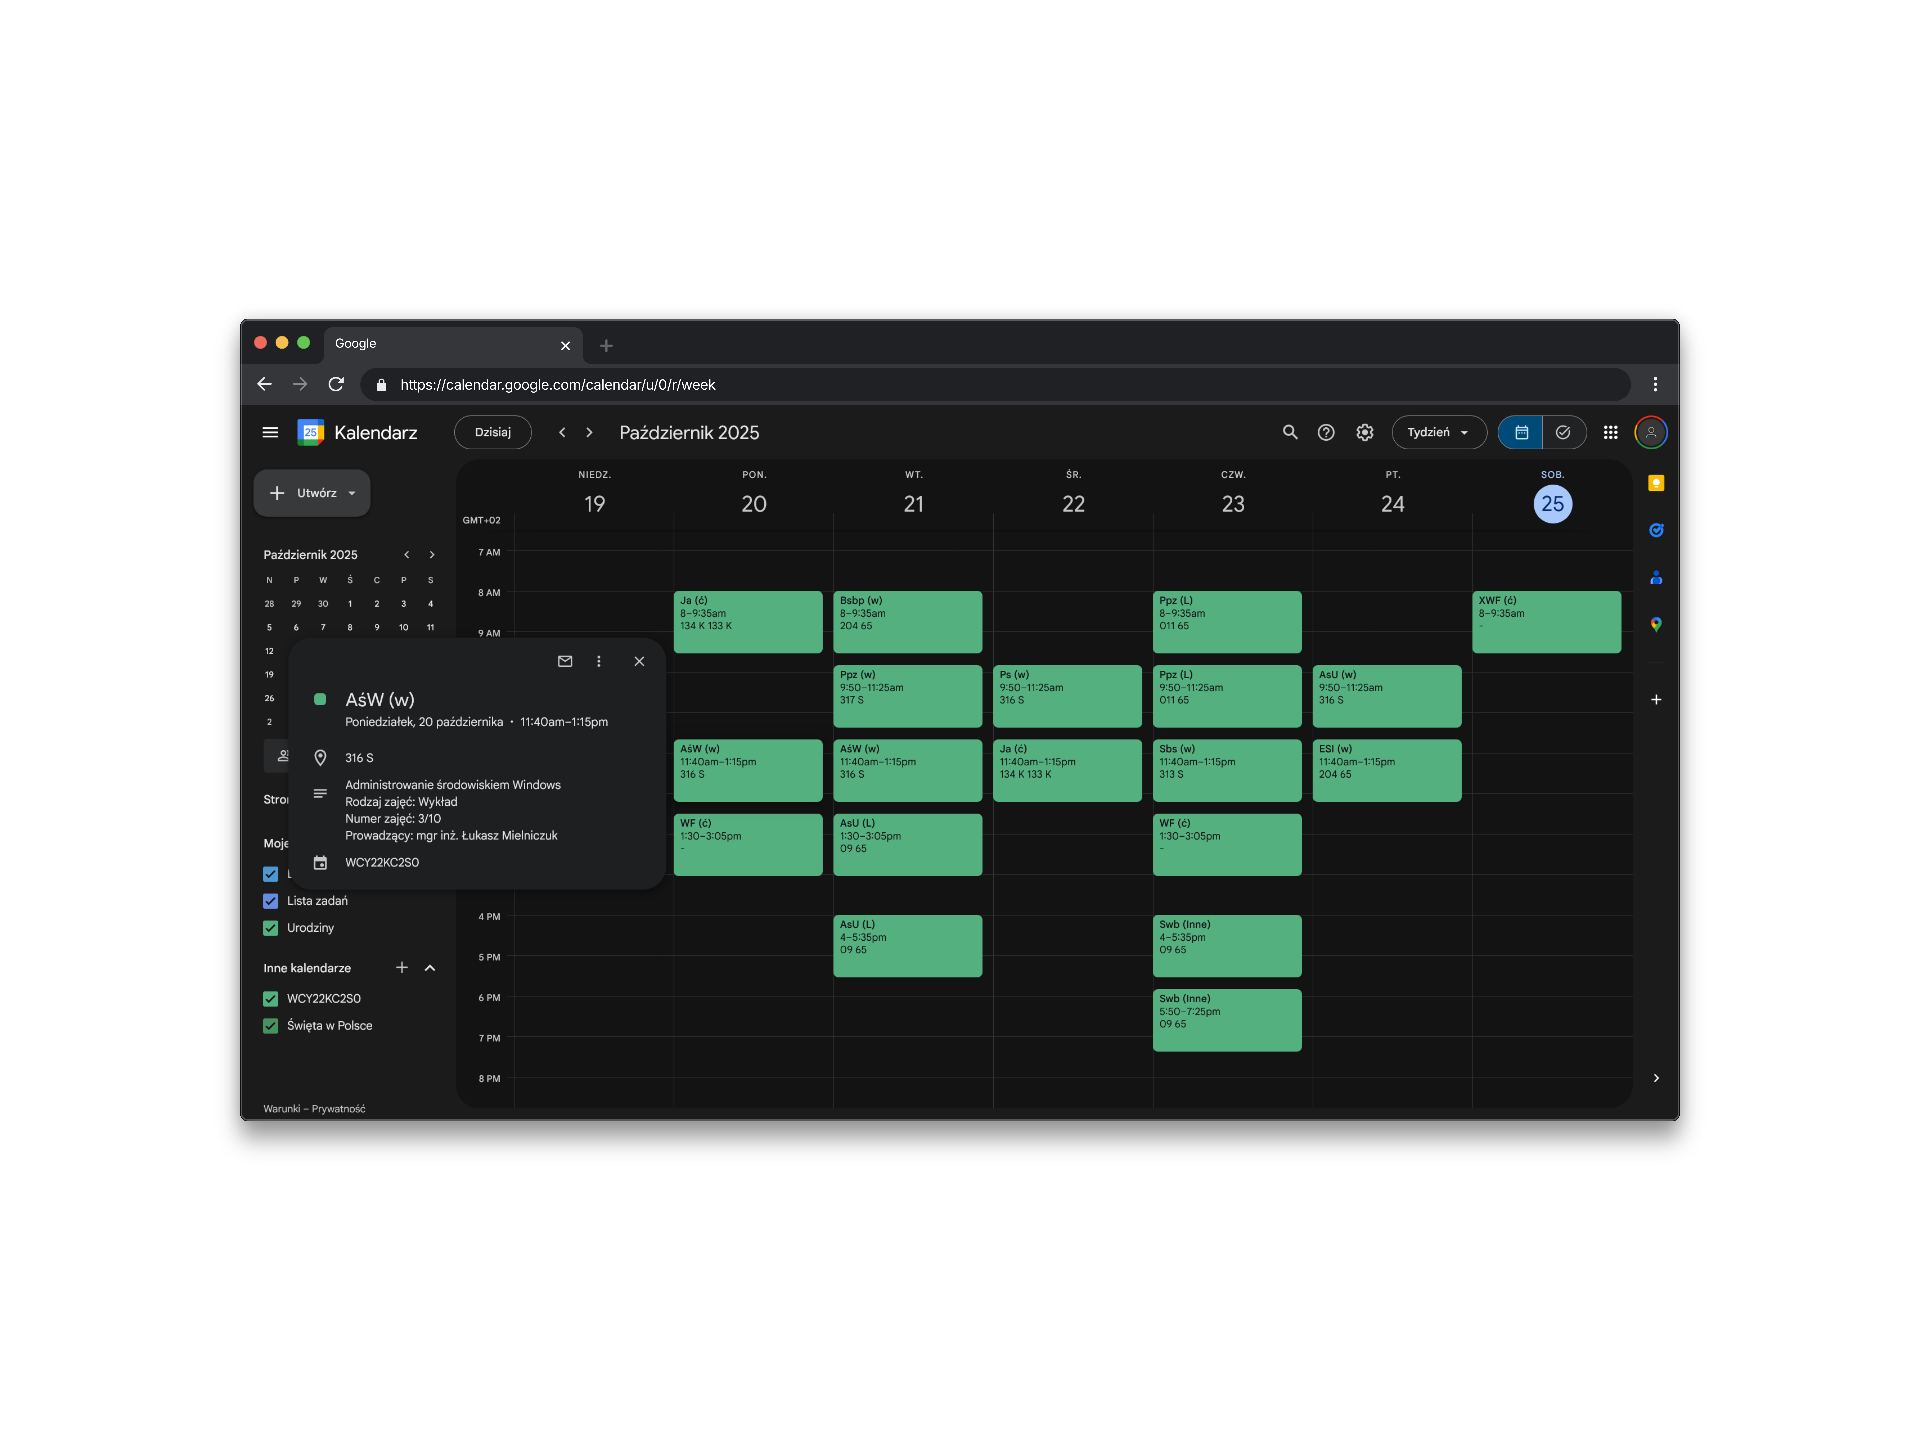 Google
https://calendar.google.com/calendar/u/0/r/week
25
Kalendarz
Dzisiaj
Październik 2025
Tydzień
Utwórz
Październik 2025
N P W Ś C P S
28 29 30 1 2 3 4
5 6 7 8 9 10 11
12
19
26
2
Moje
Lista zadań
Urodziny
Inne kalendarze
WCY22KC2S0
Święta w Polsce
Warunki – Prywatność
AśW (w)
Poniedziałek, 20 października • 11:40am–1:15pm
316 S
Administrowanie środowiskiem Windows
Rodzaj zajęć: Wykład
Numer zajęć: 3/10
Prowadzący: mgr inż. Łukasz Mielniczuk
WCY22KC2S0
NIEDZ. PON. WT. ŚR. CZW. PT. SOB.
19 20 21 22 23 24 25
GMT+02
7 AM
8 AM
9 AM
4 PM
5 PM
6 PM
7 PM
8 PM
Ja (ć)
8–9:35am
134 K 133 K
AśW (w)
11:40am–1:15pm
316 S
WF (ć)
1:30–3:05pm
-
Bsbp (w)
8–9:35am
204 65
Ppz (w)
9:50–11:25am
317 S
AśW (w)
11:40am–1:15pm
316 S
AsU (L)
1:30–3:05pm
09 65
AsU (L)
4–5:35pm
09 65
Ps (w)
9:50–11:25am
316 S
Ja (ć)
11:40am–1:15pm
134 K 133 K
Ppz (L)
8–9:35am
011 65
Ppz (L)
9:50–11:25am
011 65
Sbs (w)
11:40am–1:15pm
313 S
WF (ć)
1:30–3:05pm
-
Swb (Inne)
4–5:35pm
09 65
Swb (Inne)
5:50–7:25pm
09 65
AsU (w)
9:50–11:25am
316 S
ESI (w)
11:40am–1:15pm
204 65
XWF (ć)
8–9:35am
-